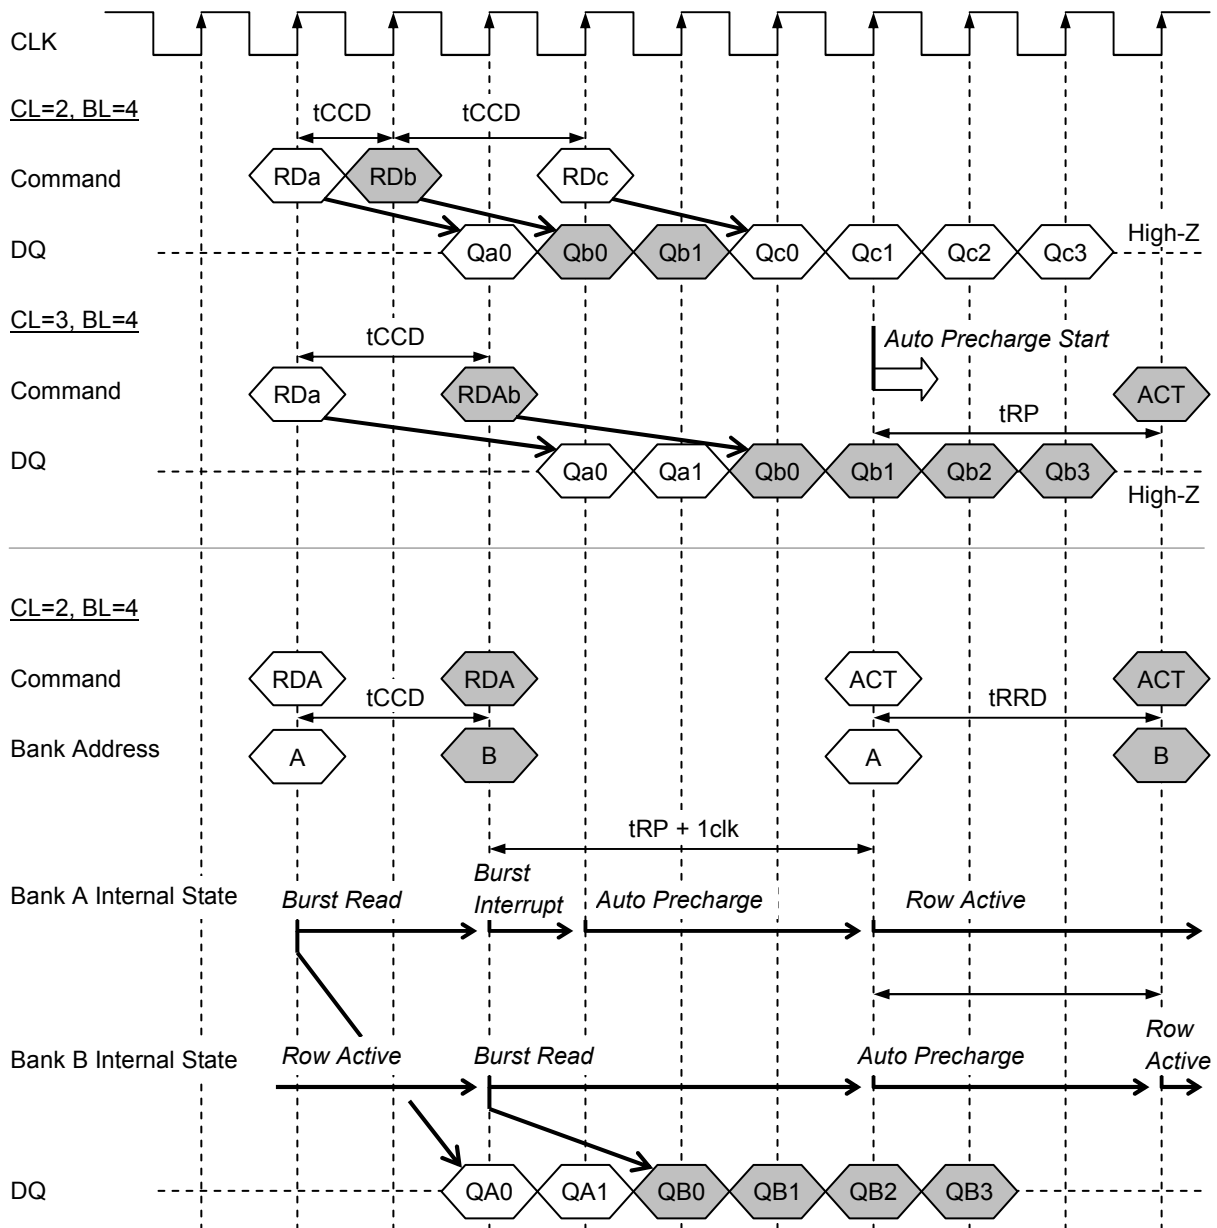 CLK
CL=2, BL=4
tCCD tCCD
Command RDa RDb RDc
High-Z
DQ Qa0 Qb0 Qb1 Qc0 Qc1 Qc2 Qc3
CL=3, BL=4
tCCD Auto Precharge Start
Command RDa RDAb ACT
tRP
DQ Qa0 Qa1 Qb0 Qb1 Qb2 Qb3
High-Z
CL=2, BL=4
Command RDA RDA ACT ACT
tCCD tRRD
Bank Address A B A B
tRP + 1clk
Bank A Internal State Burst Read Burst Interrupt Auto Precharge Row Active
Bank B Internal State Row Active Burst Read Auto Precharge Row Active
DQ QA0 QA1 QB0 QB1 QB2 QB3